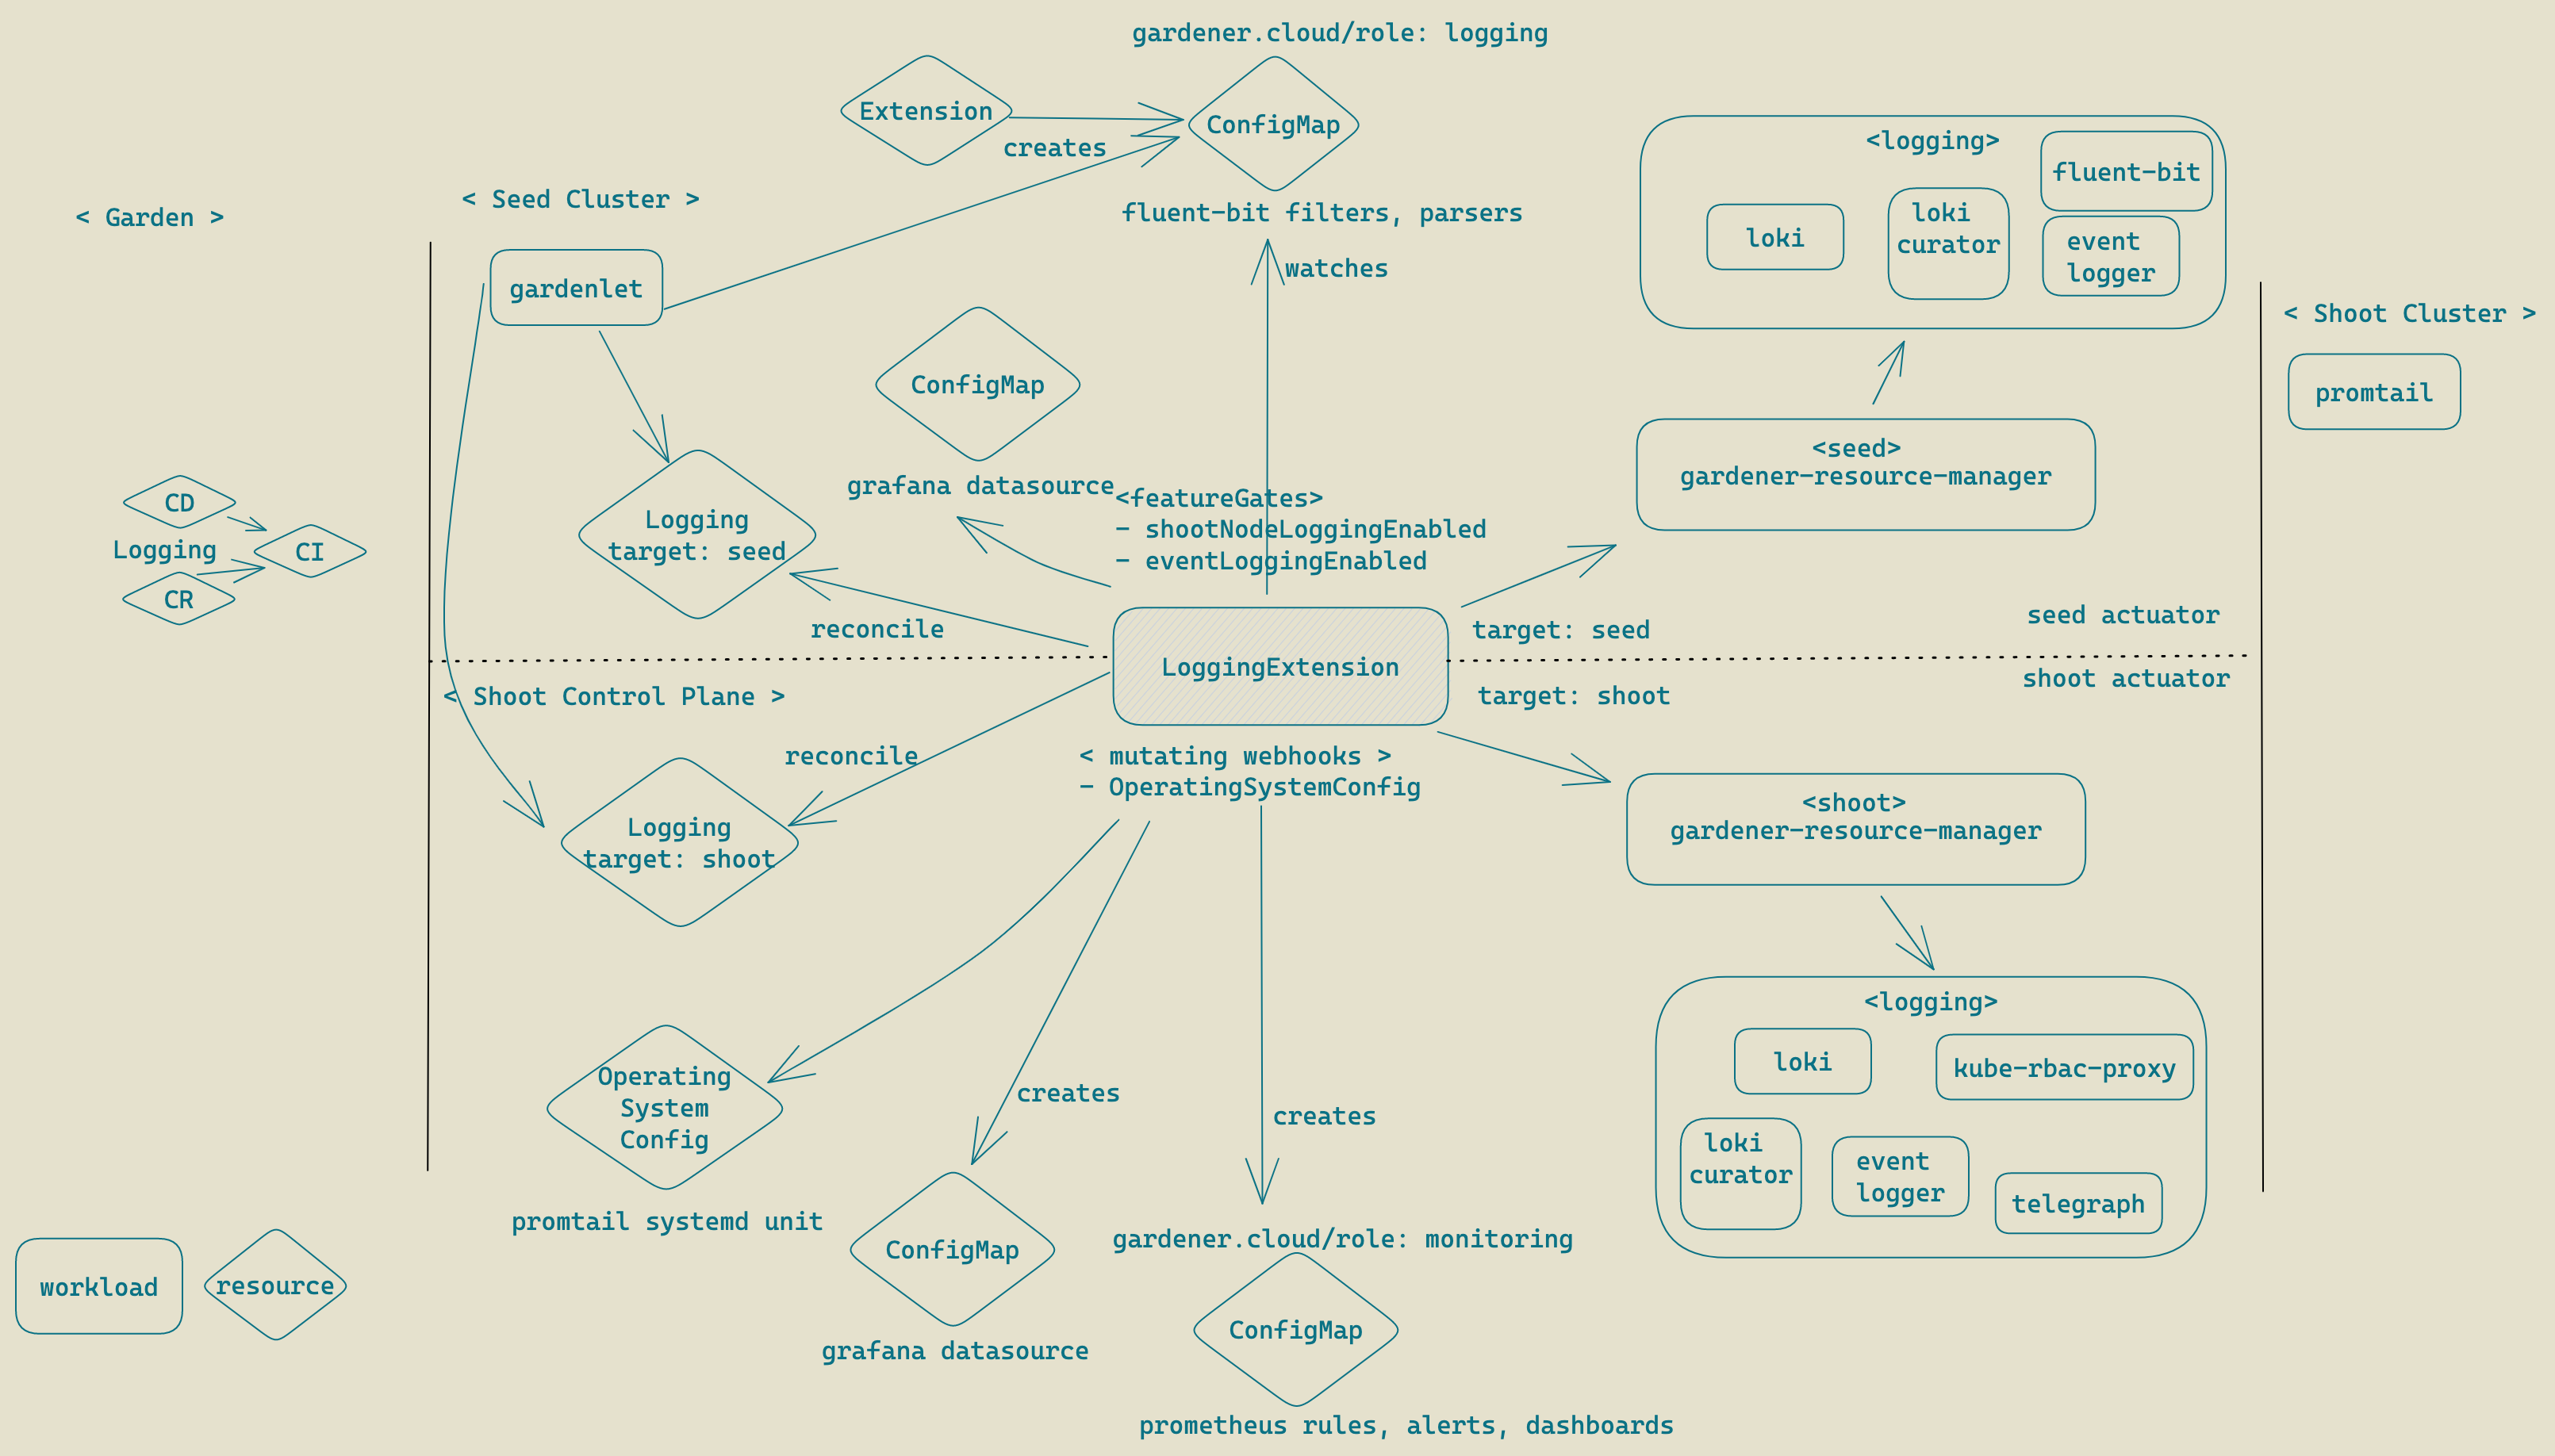 gardener.cloud/role: logging
Extension
ConfigMap
creates
fluent-bit filters, parsers
watches
< Garden >
< Seed Cluster >
gardenlet
ConfigMap
grafana datasource
Logging
target: seed
<featureGates>
- shootNodeLoggingEnabled
- eventLoggingEnabled
CD
Logging
CI
CR
reconcile
LoggingExtension
target: seed
seed actuator
<logging>
fluent-bit
loki
loki
curator
event
logger
<seed>
gardener-resource-manager
< Shoot Cluster >
promtail
< Shoot Control Plane >
target: shoot
shoot actuator
reconcile
< mutating webhooks >
- OperatingSystemConfig
Logging
target: shoot
<shoot>
gardener-resource-manager
<logging>
loki
kube-rbac-proxy
loki
curator
event
logger
telegraph
Operating
System
Config
promtail systemd unit
creates
creates
ConfigMap
grafana datasource
gardener.cloud/role: monitoring
ConfigMap
prometheus rules, alerts, dashboards
workload
resource